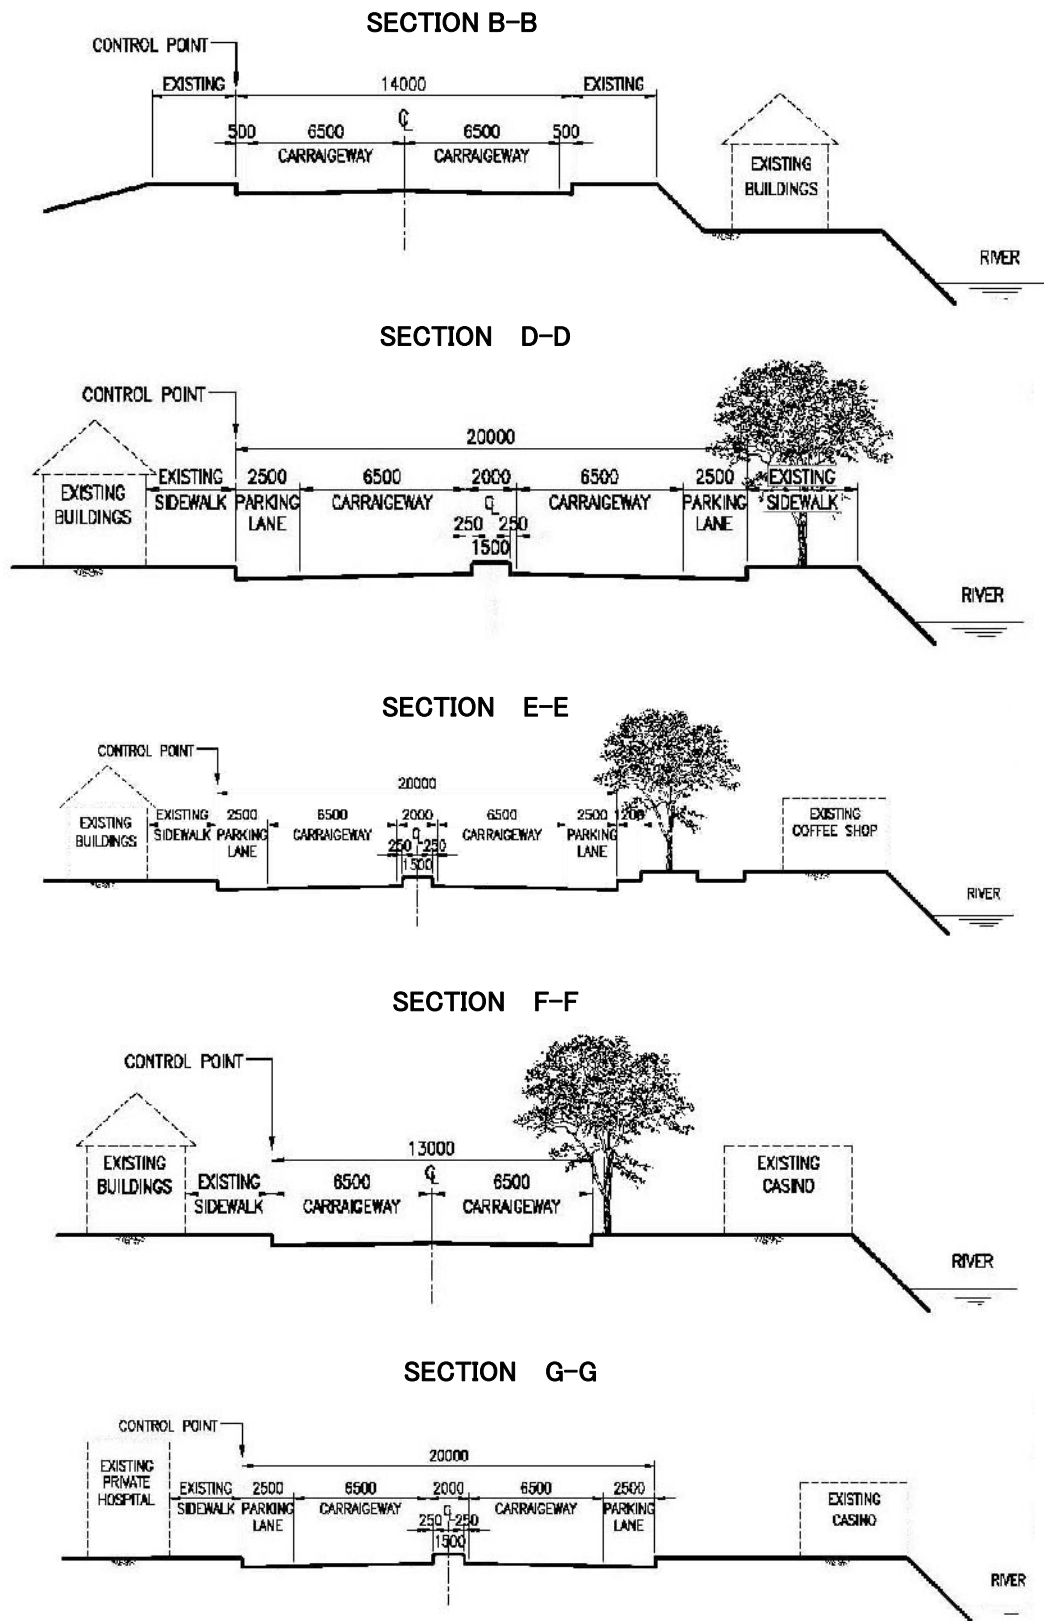 SECTION B-B
CONTROL POINT
EXISTING 14000 EXISTING
C
L
500 6500 6500 500
CARRAIGEWAY CARRAIGEWAY
EXISTING
BUILDINGS
RIVER
SECTION D-D
CONTROL POINT
20000
EXISTING 2500 6500 2000 6500 2500 EXISTING
SIDEWALK PARKING CARRAIGEWAY CARRAIGEWAY PARKING SIDEWALK
LANE LANE
C
L
250 250
1500
EXISTING
BUILDINGS
RIVER
SECTION E-E
CONTROL POINT
20000
EXISTING 2500 6500 2000 6500 2500 1200
SIDEWALK PARKING CARRAIGEWAY CARRAIGEWAY PARKING
LANE LANE
C
L
250 250
1500
EXISTING
BUILDINGS
EXISTING
COFFEE SHOP
RIVER
SECTION F-F
CONTROL POINT
13000
C
L
EXISTING 6500 6500
SIDEWALK CARRAIGEWAY CARRAIGEWAY
EXISTING
BUILDINGS
EXISTING
CASINO
RIVER
SECTION G-G
CONTROL POINT
20000
EXISTING
PRIVATE
HOSPITAL
EXISTING 2500 6500 2000 6500 2500
SIDEWALK PARKING CARRAIGEWAY CARRAIGEWAY PARKING
LANE LANE
C
L
250 250
1500
EXISTING
CASINO
RIVER